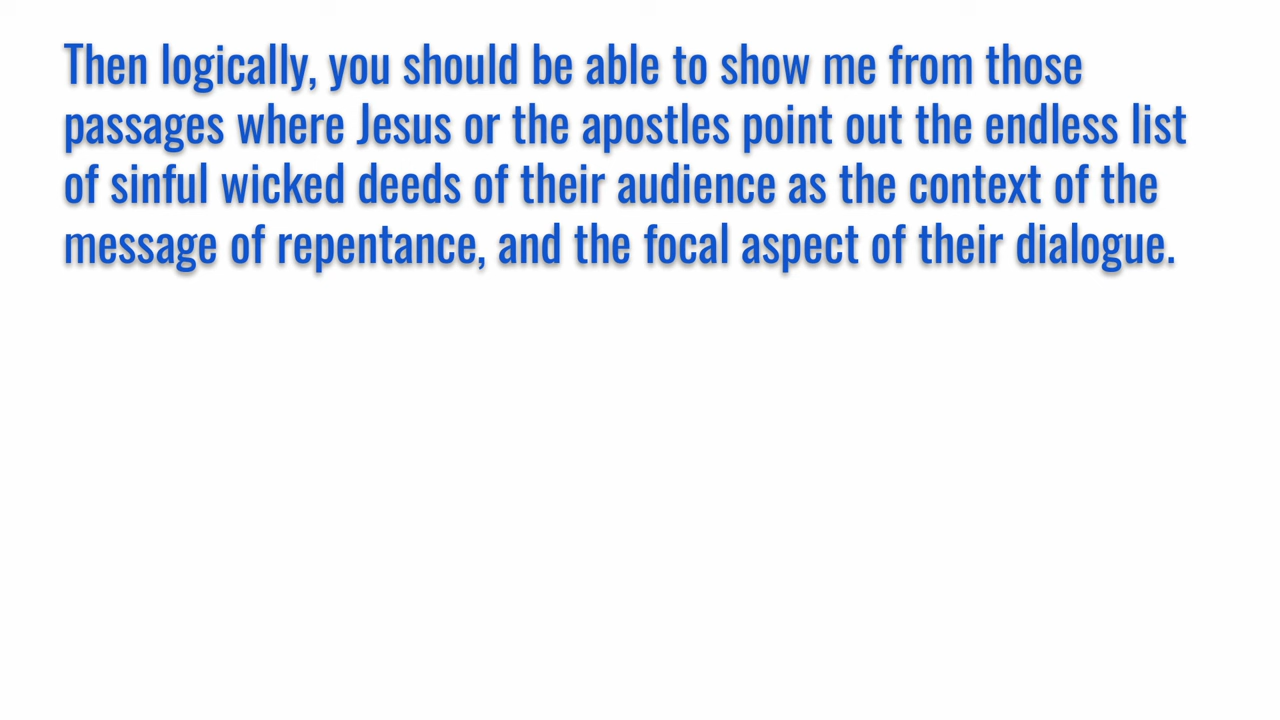 Then logically, you should be able to show me from those
passages where Jesus or the apostles point out the endless list
of sinful wicked deeds of their audience as the context of the
message of repentance, and the focal aspect of their dialogue.